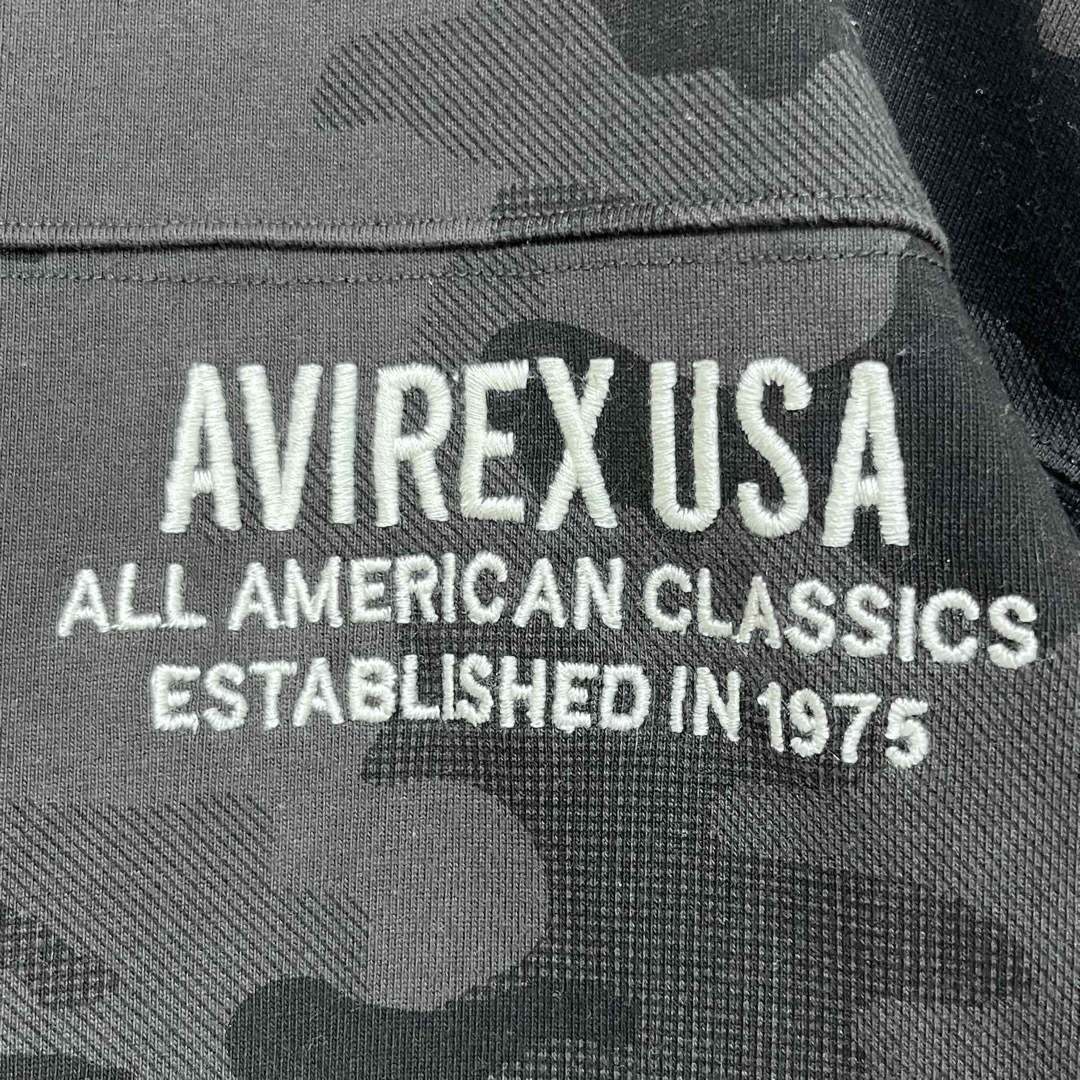 AVIREX USA
ALL AMERICAN CLASSICS
ESTABLISHED IN 1975